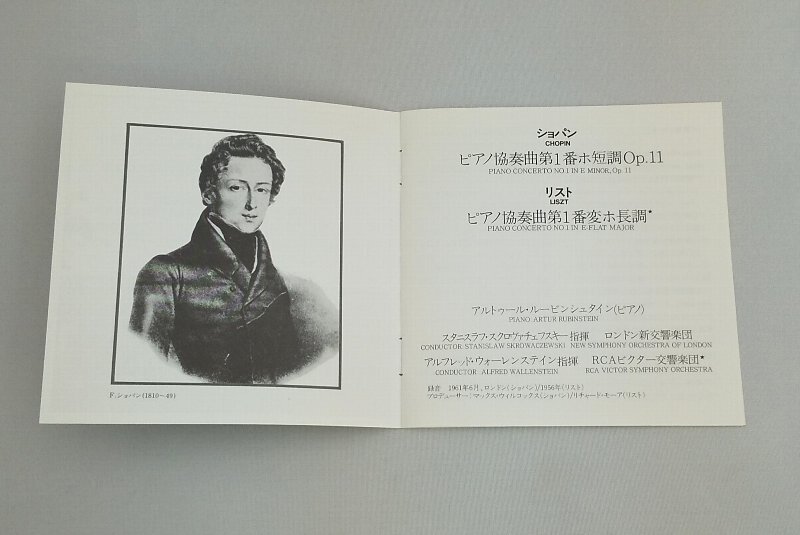 F.ショパン(1810〜49)
ショパン
CHOPIN
ピアノ協奏曲第1番ホ短調Op.11
PIANO CONCERTO NO.1 IN E MINOR, Op. 11
リスト
LISZT
ピアノ協奏曲第1番変ホ長調★
PIANO CONCERTO NO.1 IN E-FLAT MAJOR
アルトゥール・ルービンシュタイン(ピアノ)
PIANO: ARTUR RUBINSTEIN
スタニスラフ・スクロヴァチェフスキー指揮 ロンドン新交響楽団
CONDUCTOR: STANISLAW SKROWACZEWSKI NEW SYMPHONY ORCHESTRA OF LONDON
アルフレッド・ウォーレンステイン指揮 RCAビクター交響楽団★
CONDUCTOR: ALFRED WALLENSTEIN RCA VICTOR SYMPHONY ORCHESTRA
録音 1961年6月、ロンドン(ショパン)/1956年(リスト)
プロデューサー:マックス・ウィルコックス(ショパン)/リチャード・モーア(リスト)